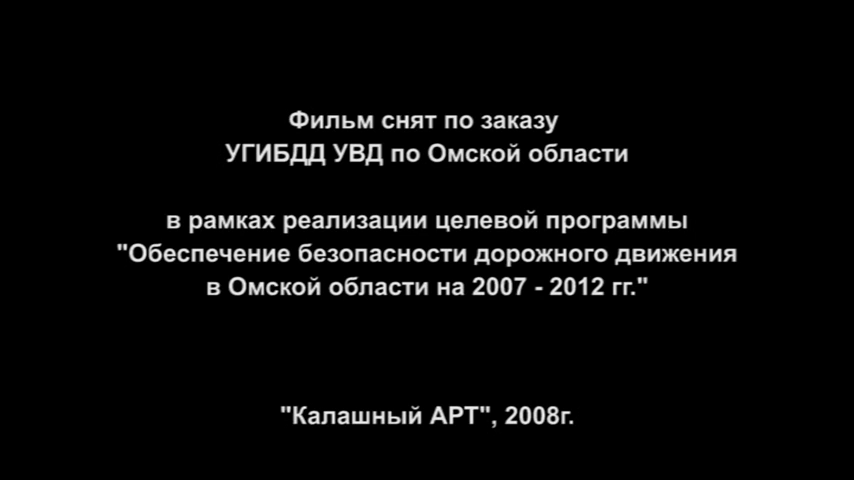 Фильм снят по заказу
УГИБДД УВД по Омской области
в рамках реализации целевой программы
"Обеспечение безопасности дорожного движения
в Омской области на 2007 - 2012 гг."
"Калашный АРТ", 2008г.